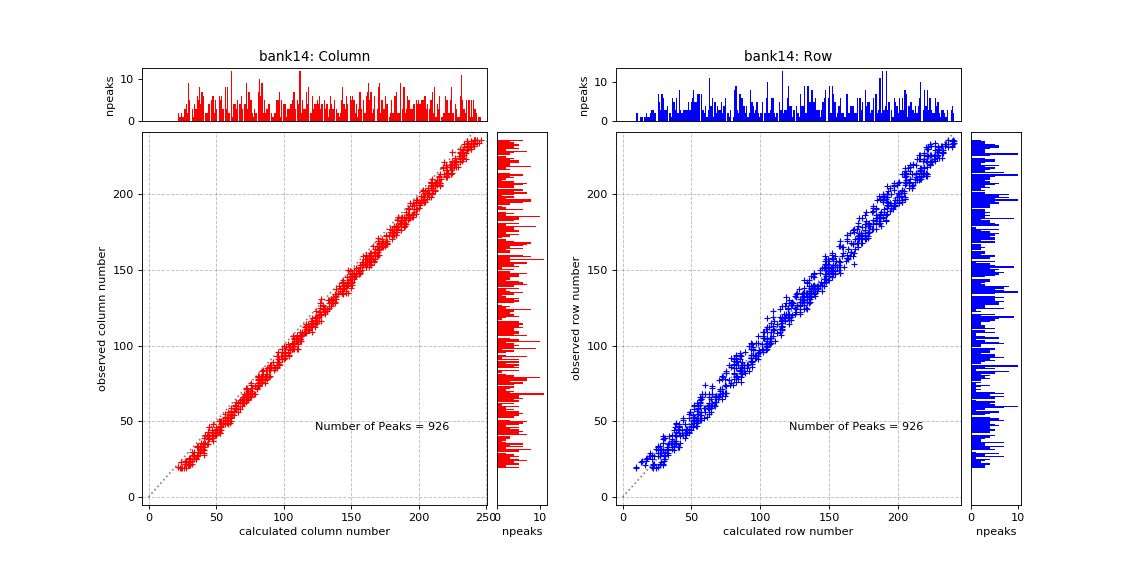 bank14: Column
bank14: Row
10
0
npeaks
10
0
npeaks
200
150
100
50
0
observed column number
Number of Peaks = 926
0 50 100 150 200 250
calculated column number
0 10
npeaks
200
150
100
50
0
observed row number
Number of Peaks = 926
0 50 100 150 200
calculated row number
0 10
npeaks